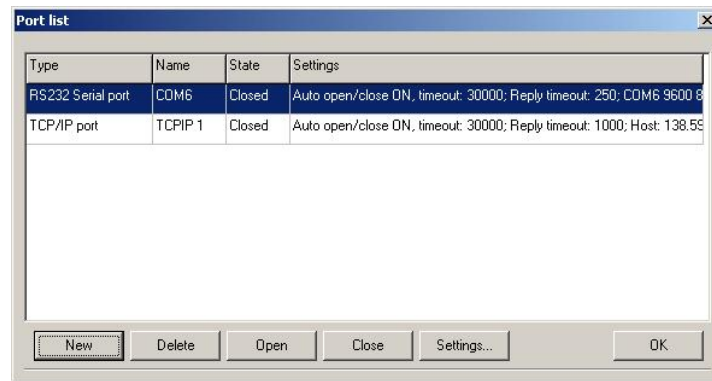 Port list
Type Name State Settings
RS232 Serial port COM6 Closed Auto open/close ON, timeout: 30000; Reply timeout: 250; COM6 9600 8
TCP/IP port TCPIP 1 Closed Auto open/close ON, timeout: 30000; Reply timeout: 1000; Host: 138.59
New Delete Open Close Settings... OK